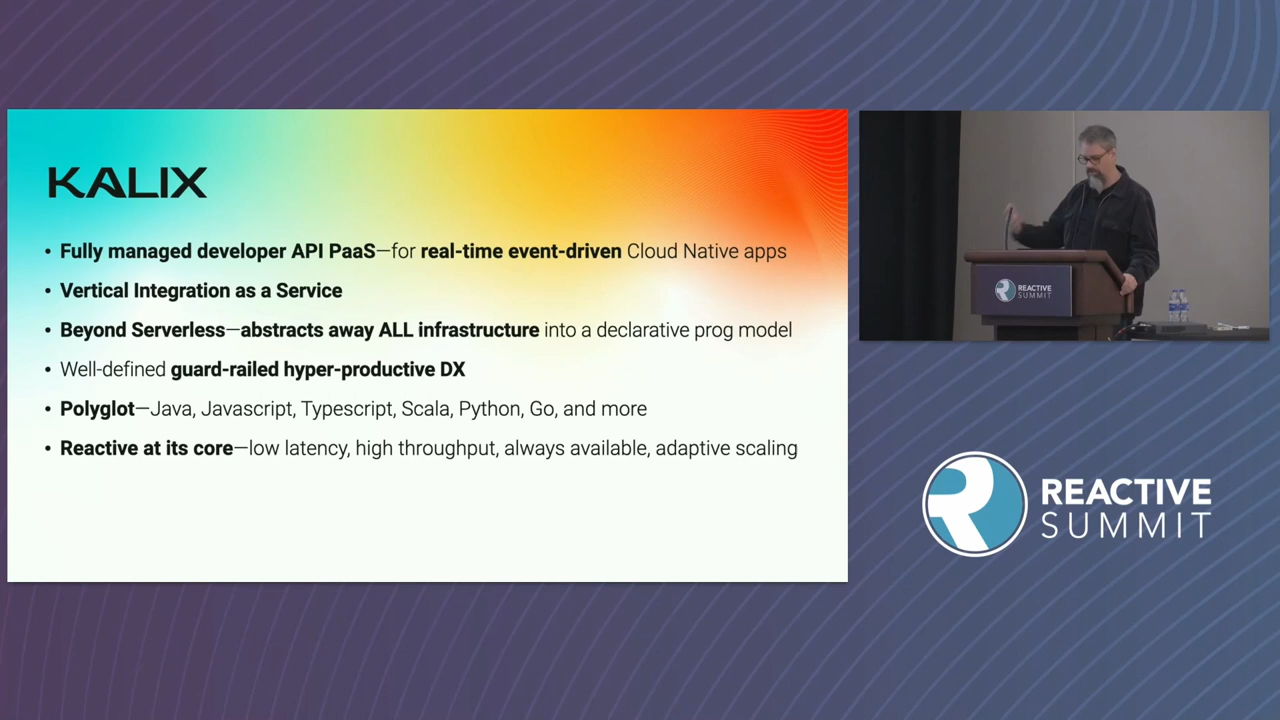 KALIX
• Fully managed developer API PaaS—for real-time event-driven Cloud Native apps
• Vertical Integration as a Service
• Beyond Serverless—abstracts away ALL infrastructure into a declarative prog model
• Well-defined guard-railed hyper-productive DX
• Polyglot—Java, Javascript, Typescript, Scala, Python, Go, and more
• Reactive at its core—low latency, high throughput, always available, adaptive scaling
REACTIVE
SUMMIT
REACTIVE
SUMMIT